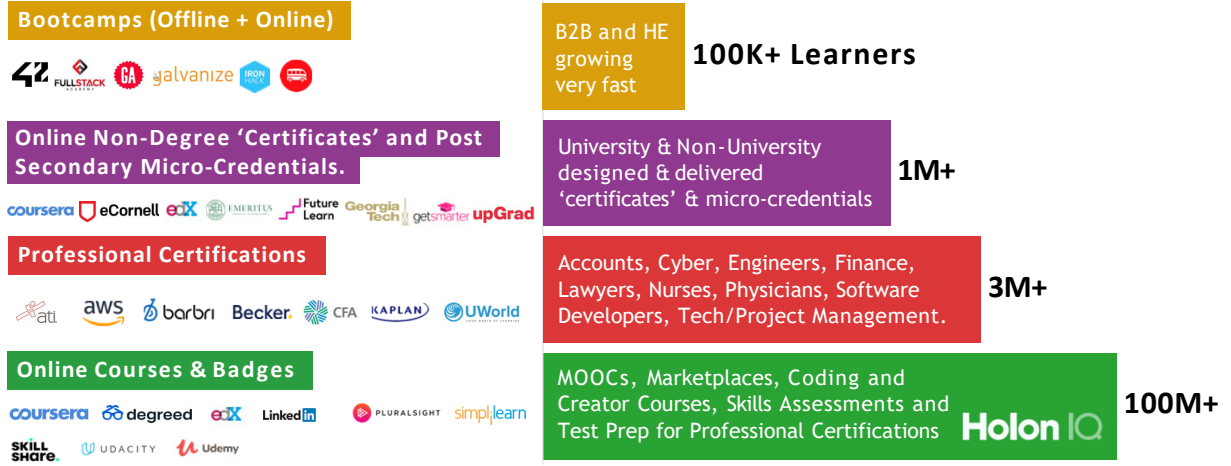 Bootcamps (Offline + Online)
42
FULLSTACK
ACADEMY
GA
galvanize
IRON
HACK
B2B and HE
growing
very fast
100K+ Learners
Online Non-Degree ‘Certificates’ and Post
Secondary Micro-Credentials.
coursera
eCornell
edX
EMERITUS
Future
Learn
Georgia
Tech
getsmarter
upGrad
University & Non-University
designed & delivered
‘certificates’ & micro-credentials
1M+
Professional Certifications
ati
aws
barbri
Becker.
CFA
KAPLAN
UWorld
Accounts, Cyber, Engineers, Finance,
Lawyers, Nurses, Physicians, Software
Developers, Tech/Project Management.
3M+
Online Courses & Badges
coursera
degreed
edX
Linked in
PLURALSIGHT
simplilearn
SKILL
SHARE.
UDACITY
Udemy
MOOCs, Marketplaces, Coding and
Creator Courses, Skills Assessments and
Test Prep for Professional Certifications
Holon IQ
100M+